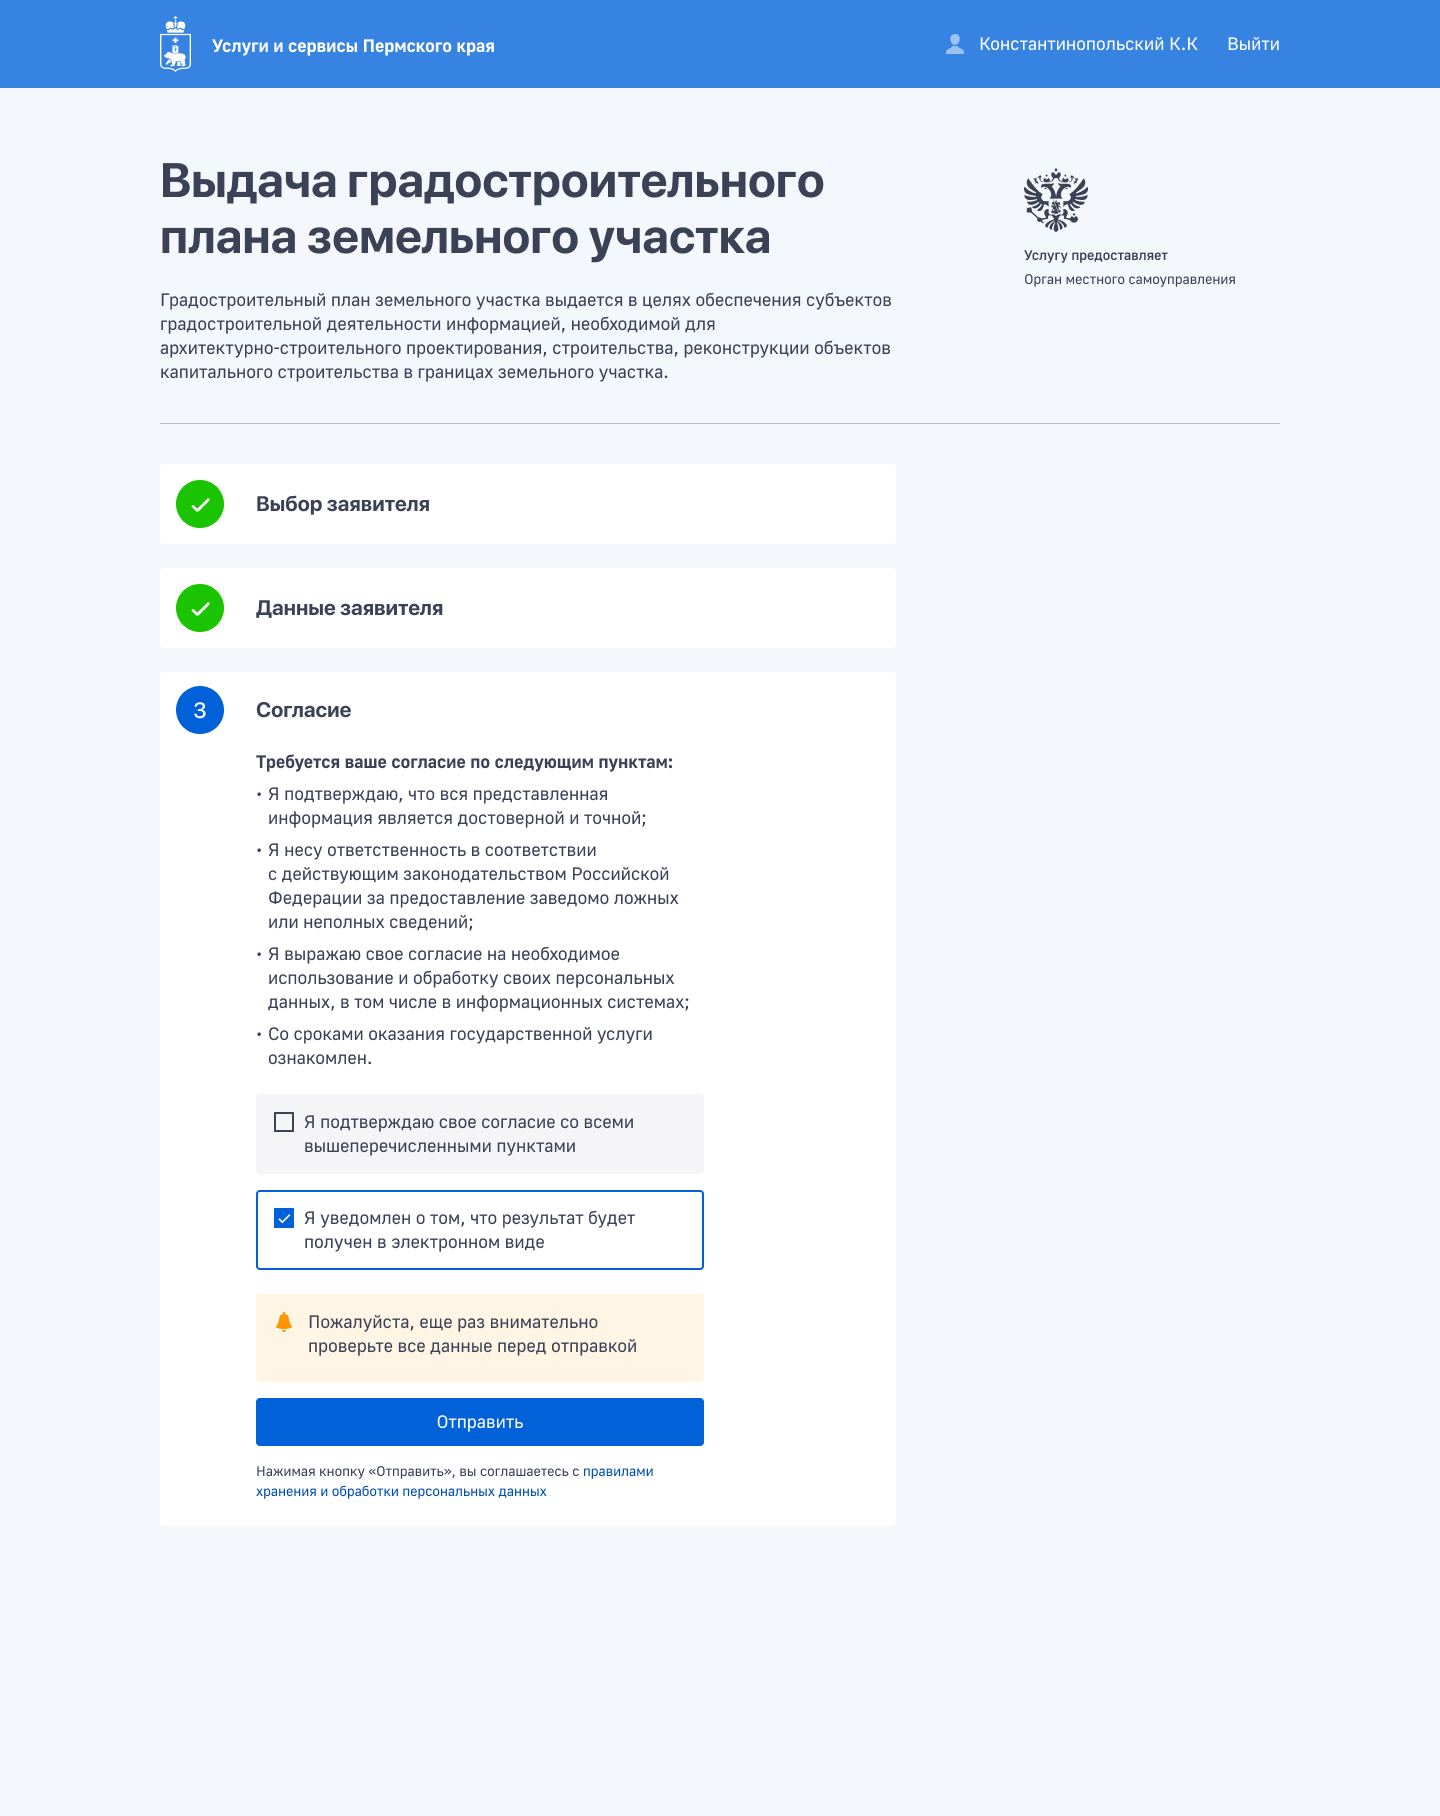 Услуги и сервисы Пермского края
Константинопольский К.К
Выйти
Выдача градостроительного
плана земельного участка
Градостроительный план земельного участка выдается в целях обеспечения субъектов
градостроительной деятельности информацией, необходимой для
архитектурно-строительного проектирования, строительства, реконструкции объектов
капитального строительства в границах земельного участка.
Услугу предоставляет
Орган местного самоуправления
Выбор заявителя
Данные заявителя
3
Согласие
Требуется ваше согласие по следующим пунктам:
• Я подтверждаю, что вся представленная
информация является достоверной и точной;
• Я несу ответственность в соответствии
с действующим законодательством Российской
Федерации за предоставление заведомо ложных
или неполных сведений;
• Я выражаю свое согласие на необходимое
использование и обработку своих персональных
данных, в том числе в информационных системах;
• Со сроками оказания государственной услуги
ознакомлен.
Я подтверждаю свое согласие со всеми
вышеперечисленными пунктами
Я уведомлен о том, что результат будет
получен в электронном виде
Пожалуйста, еще раз внимательно
проверьте все данные перед отправкой
Отправить
Нажимая кнопку «Отправить», вы соглашаетесь с правилами
хранения и обработки персональных данных